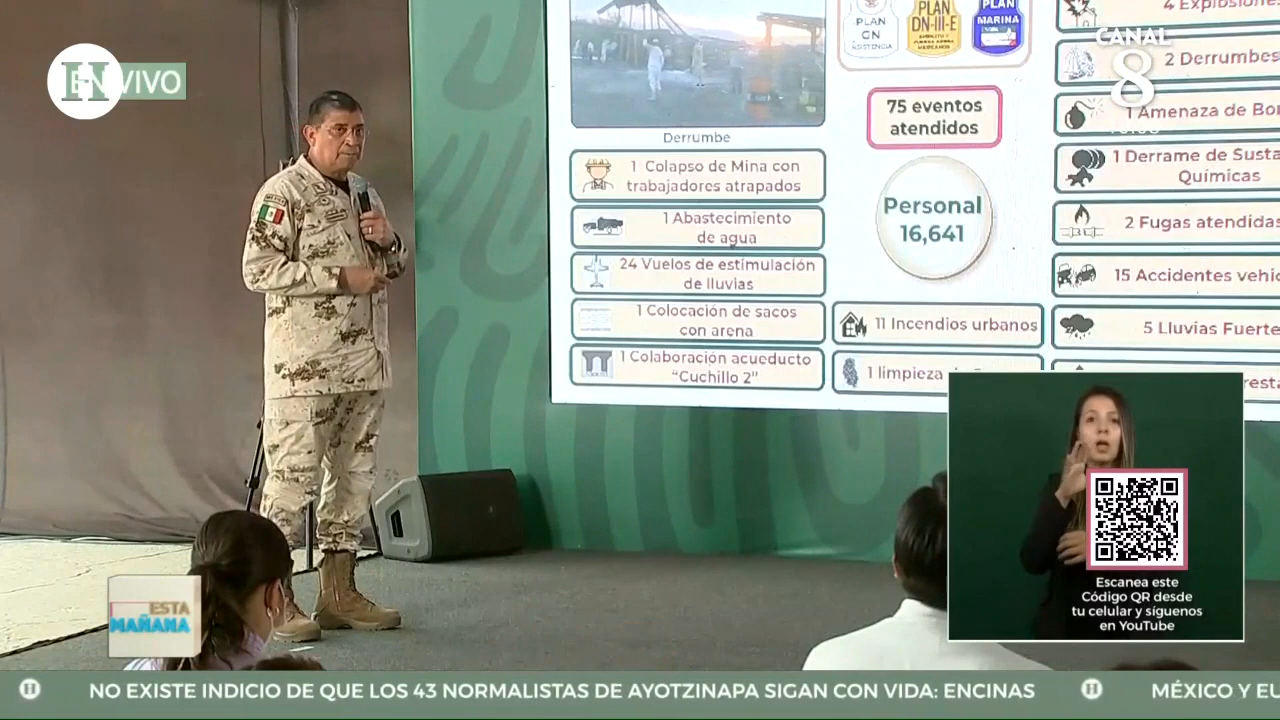 EN VIVO
H
CANAL
8
PLAN
GN
ASISTENCIA
PLAN
DN-III-E
PLAN
MARINA
Derrumbe
1 Colapso de Mina con
trabajadores atrapados
1 Abastecimiento
de agua
24 Vuelos de estimulación
de lluvias
1 Colocación de sacos
con arena
1 Colaboración acueducto
“Cuchillo 2”
75 eventos
atendidos
Personal
16,641
11 Incendios urbanos
1 limpieza
4 Explosione
2 Derrumbes
1 Amenaza de Bo
1 Derrame de Susta
Químicas
2 Fugas atendidas
15 Accidentes vehic
5 Lluvias Fuerte
MÉXICO
Escanea este
Código QR desde
tu celular y síguenos
en YouTube
ESTA
MAÑANA
NO EXISTE INDICIO DE QUE LOS 43 NORMALISTAS DE AYOTZINAPA SIGAN CON VIDA: ENCINAS
MÉXICO Y EU